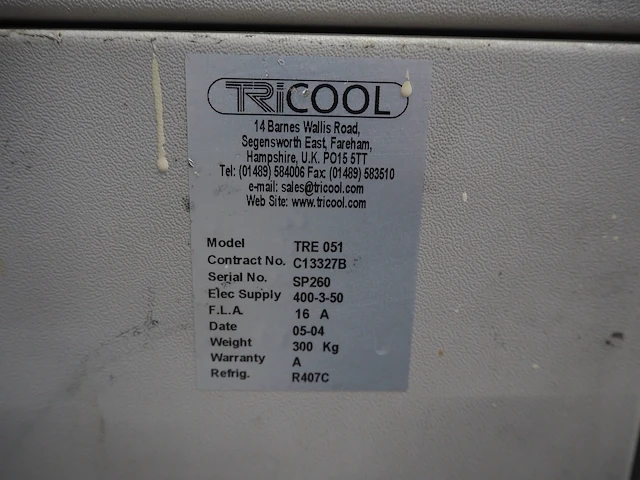 TRiCOOL
14 Barnes Wallis Road,
Segensworth East, Fareham,
Hampshire, U.K. PO15 5TT
Tel: (01489) 584006 Fax: (01489) 583510
e-mail: sales@tricool.com
Web Site: www.tricool.com
Model TRE 051
Contract No. C13327B
Serial No. SP260
Elec Supply 400-3-50
F.L.A. 16 A
Date 05-04
Weight 300 Kg
Warranty A
Refrig. R407C